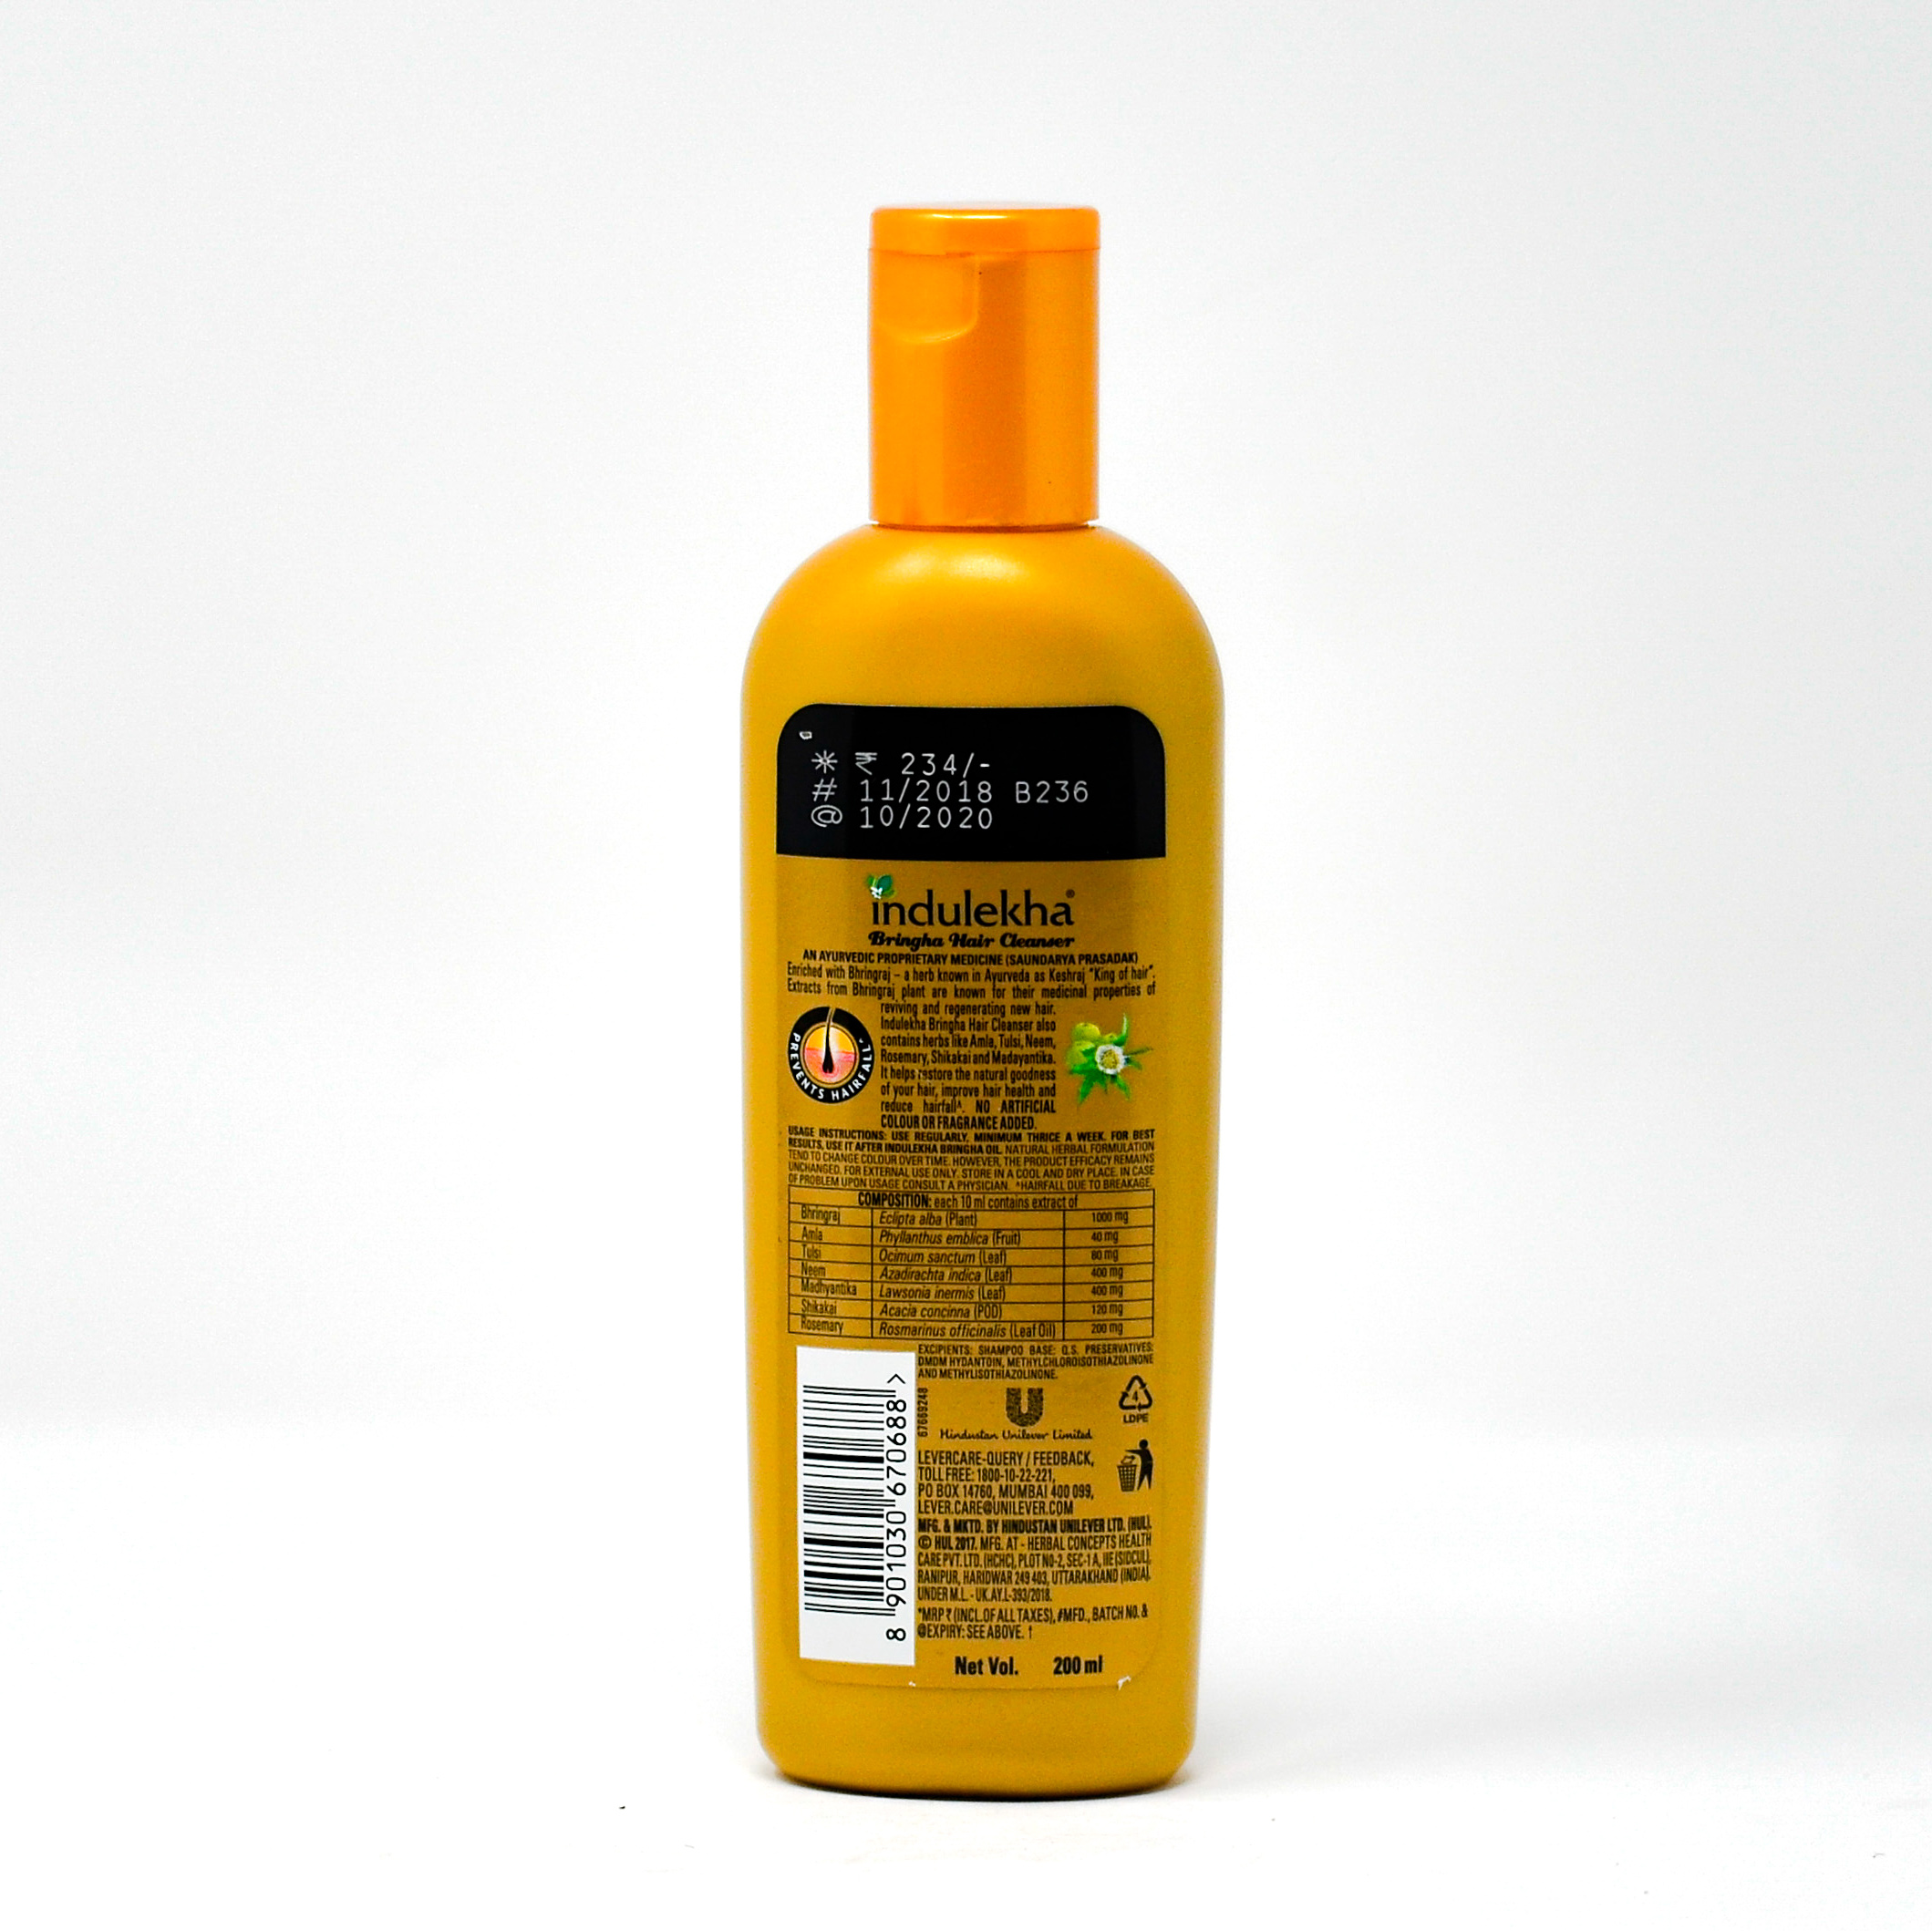 * ₹ 234/-
# 11/2018 B236
@ 10/2020
indulekha®
Bringha Hair Cleanser
AN AYURVEDIC PROPRIETARY MEDICINE (SAUNDARYA PRASADAK)
Enriched with Bhringraj – a herb known in Ayurveda as Keshraj "King of hair".
Extracts from Bhringraj plant are known for their medicinal properties of
reviving and regenerating new hair.
Indulekha Bringha Hair Cleanser also
contains herbs like Amla, Tulsi, Neem,
Rosemary, Shikakai and Madayantika.
It helps restore the natural goodness
of your hair, improve hair health and
reduce hairfall^. NO ARTIFICIAL
COLOUR OR FRAGRANCE ADDED.
PREVENTS HAIRFALL^
USAGE INSTRUCTIONS: USE REGULARLY, MINIMUM THRICE A WEEK. FOR BEST
RESULTS, USE IT AFTER INDULEKHA BRINGHA OIL. NATURAL HERBAL FORMULATION
TEND TO CHANGE COLOUR OVER TIME. HOWEVER, THE PRODUCT EFFICACY REMAINS
UNCHANGED. FOR EXTERNAL USE ONLY. STORE IN A COOL AND DRY PLACE. IN CASE
OF PROBLEM UPON USAGE CONSULT A PHYSICIAN. ^HAIRFALL DUE TO BREAKAGE.
COMPOSITION: each 10 ml contains extract of
Bhringraj Eclipta alba (Plant) 1000 mg
Amla Phyllanthus emblica (Fruit) 40 mg
Tulsi Ocimum sanctum (Leaf) 80 mg
Neem Azadirachta indica (Leaf) 400 mg
Madhyantika Lawsonia inermis (Leaf) 400 mg
Shikakai Acacia concinna (POD) 120 mg
Rosemary Rosmarinus officinalis (Leaf Oil) 200 mg
EXCIPIENTS: SHAMPOO BASE: Q.S. PRESERVATIVES:
DMDM HYDANTOIN, METHYLCHLOROISOTHIAZOLINONE
AND METHYLISOTHIAZOLINONE.
67669248
Hindustan Unilever Limited
4
LDPE
LEVERCARE-QUERY / FEEDBACK,
TOLL FREE: 1800-10-22-221,
PO BOX 14760, MUMBAI 400 099,
LEVER.CARE@UNILEVER.COM
MFG. & MKTD. BY HINDUSTAN UNILEVER LTD. (HUL).
© HUL 2017. MFG. AT - HERBAL CONCEPTS HEALTH
CARE PVT. LTD. (HCHC), PLOT NO-2, SEC-1 A, IIE (SIDCUL),
RANIPUR, HARIDWAR 249 403, UTTARAKHAND (INDIA).
UNDER M.L. - UK.AY.L-393/2018.
*MRP ₹ (INCL. OF ALL TAXES), #MFD., BATCH NO. &
@EXPIRY: SEE ABOVE. ↑
8 901030 670688 >
Net Vol. 200 ml